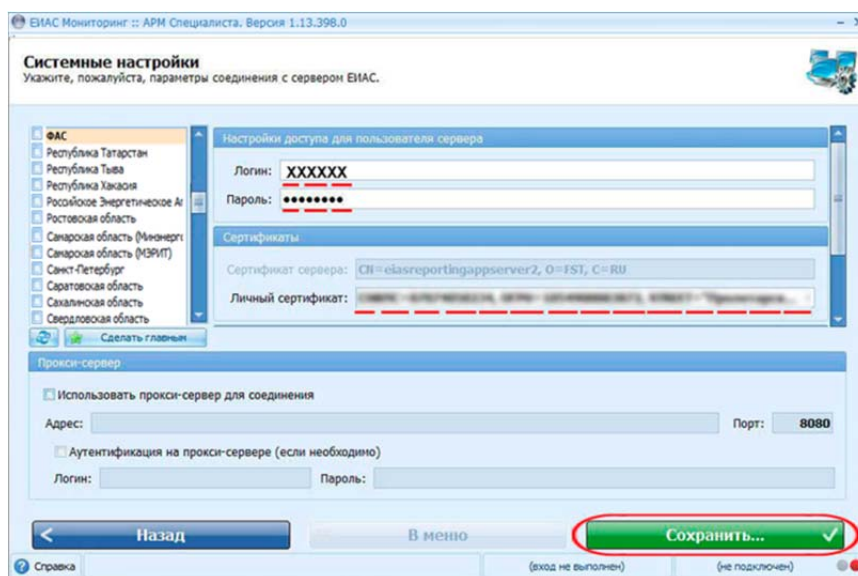 ЕИАС Мониторинг :: АРМ Специалиста. Версия 1.13.398.0
Системные настройки
Укажите, пожалуйста, параметры соединения с сервером ЕИАС.
ФАС
Республика Татарстан
Республика Тыва
Республика Хакасия
Российское Энергетическое Аг
Ростовская область
Самарская область (Минэнерго
Самарская область (МЭРИТ)
Санкт-Петербург
Саратовская область
Сахалинская область
Свердловская область
Сделать главным
Настройки доступа для пользователя сервера
Логин: XXXXXX
Пароль: ••••••••
Сертификаты
Сертификат сервера: CN=eiasreportingappserver2, O=FST, C=RU
Личный сертификат:
Прокси-сервер
Использовать прокси-сервер для соединения
Адрес: Порт: 8080
Аутентификация на прокси-сервере (если необходимо)
Логин: Пароль:
< Назад В меню Сохранить...
Справка (вход не выполнен) (не подключен)